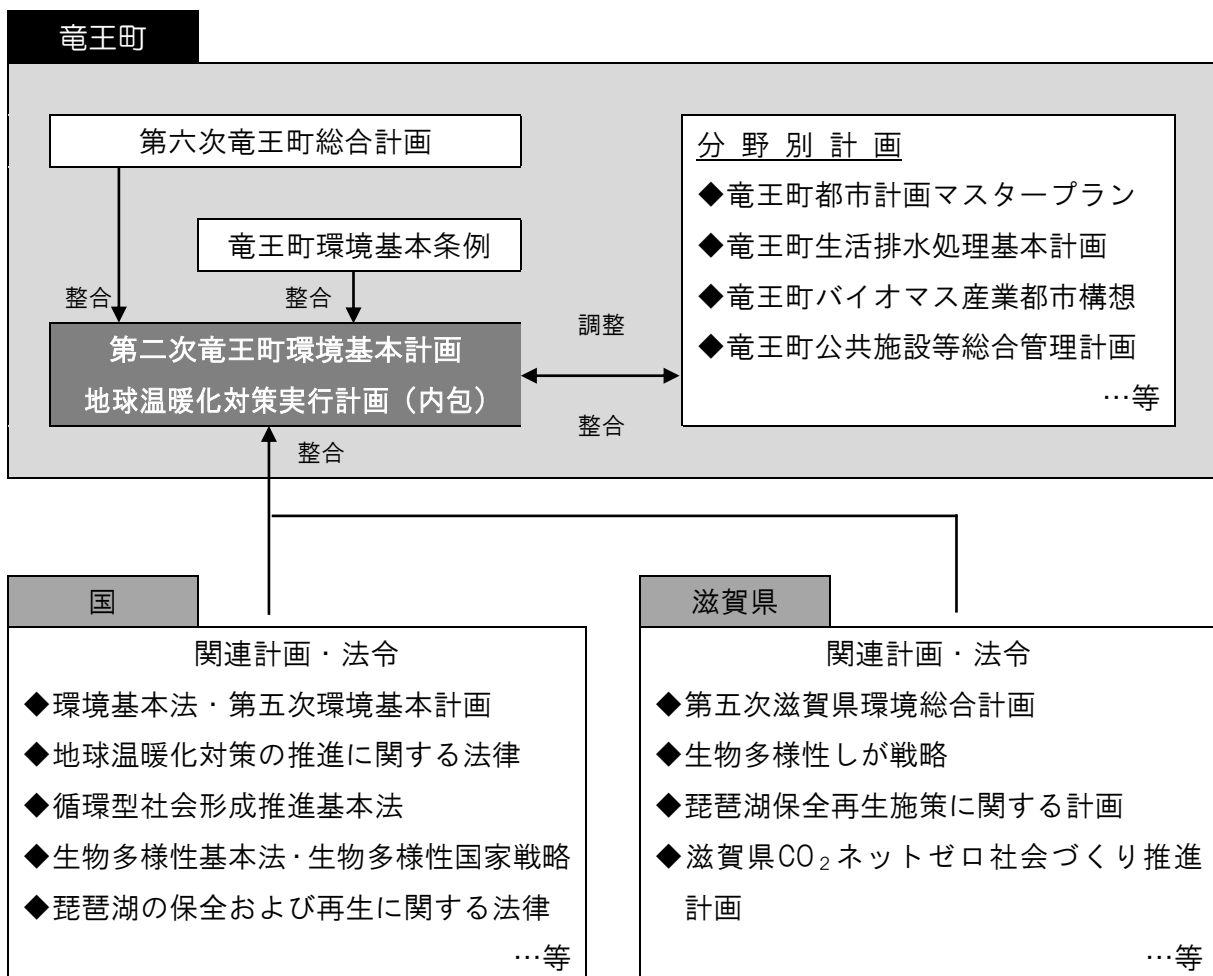 竜王町
第六次竜王町総合計画
竜王町環境基本条例
整合
整合
第二次竜王町環境基本計画
地球温暖化対策実行計画（内包）
整合
調整
整合
分野別計画
◆竜王町都市計画マスタープラン
◆竜王町生活排水処理基本計画
◆竜王町バイオマス産業都市構想
◆竜王町公共施設等総合管理計画
…等
国
関連計画・法令
◆環境基本法・第五次環境基本計画
◆地球温暖化対策の推進に関する法律
◆循環型社会形成推進基本法
◆生物多様性基本法・生物多様性国家戦略
◆琵琶湖の保全および再生に関する法律
…等
滋賀県
関連計画・法令
◆第五次滋賀県環境総合計画
◆生物多様性しが戦略
◆琵琶湖保全再生施策に関する計画
◆滋賀県CO₂ネットゼロ社会づくり推進
計画
…等